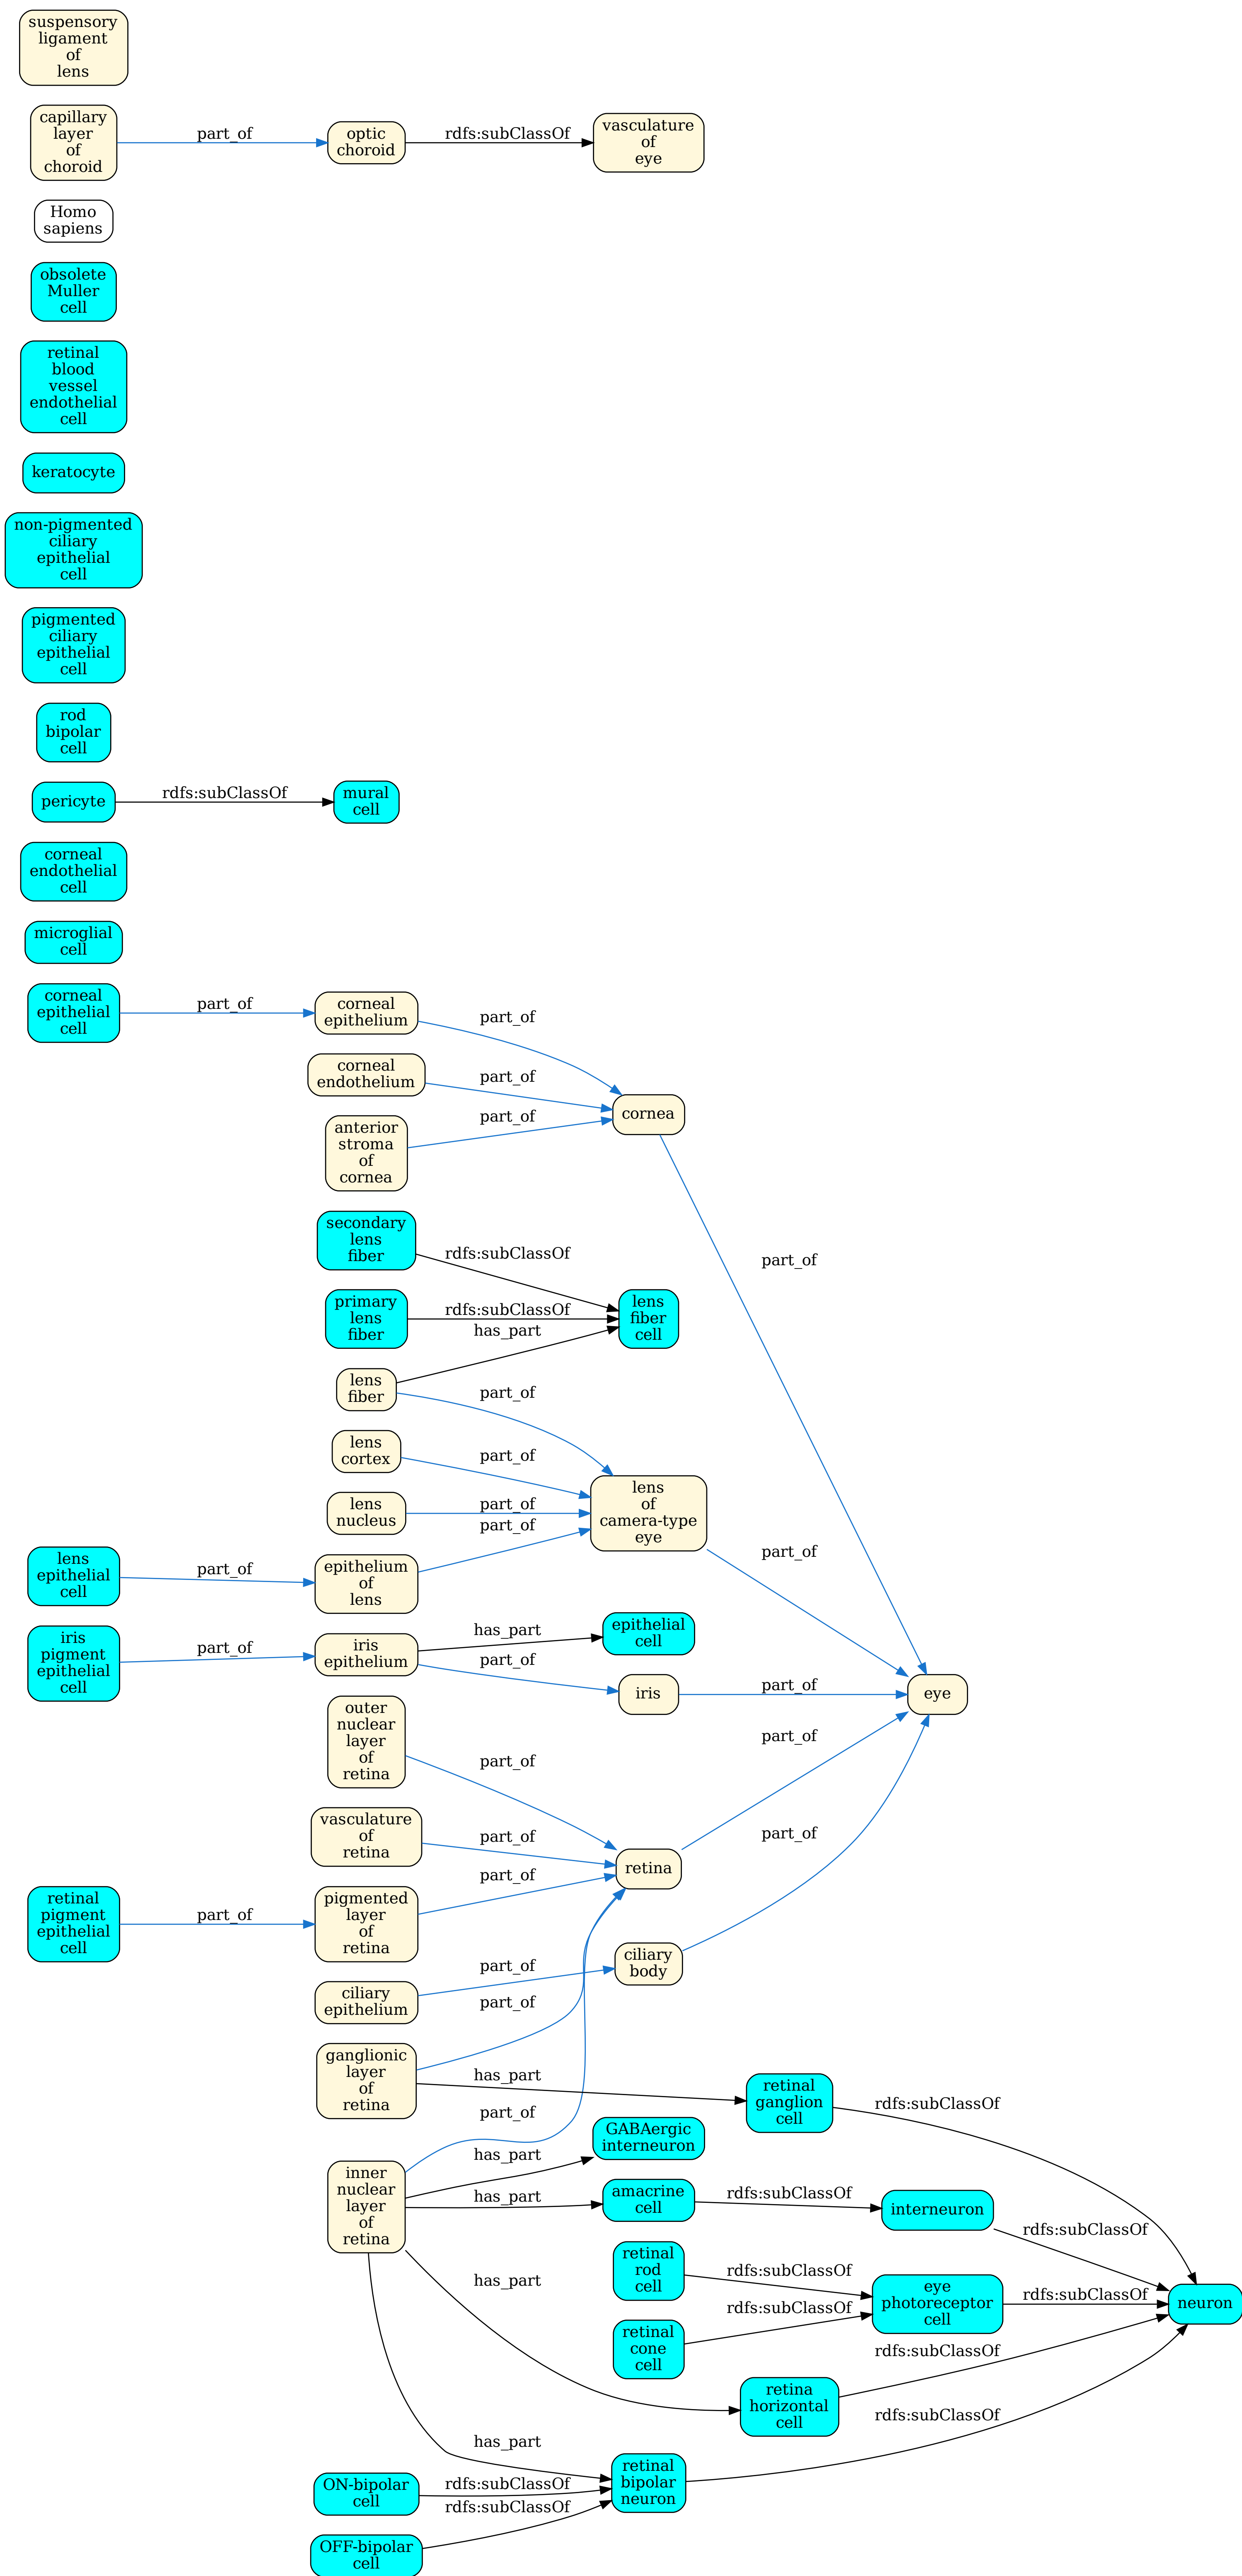 suspensory
ligament
of
lens
capillary
layer
of
choroid
part_of
optic
choroid
rdfs:subClassOf
vasculature
of
eye
Homo
sapiens
obsolete
Muller
cell
retinal
blood
vessel
endothelial
cell
keratocyte
non-pigmented
ciliary
epithelial
cell
pigmented
ciliary
epithelial
cell
rod
bipolar
cell
pericyte
rdfs:subClassOf
mural
cell
corneal
endothelial
cell
microglial
cell
corneal
epithelial
cell
part_of
corneal
epithelium
part_of
corneal
endothelium
part_of
anterior
stroma
of
cornea
part_of
cornea
part_of
secondary
lens
fiber
rdfs:subClassOf
primary
lens
fiber
rdfs:subClassOf
has_part
lens
fiber
cell
lens
fiber
part_of
lens
cortex
part_of
lens
nucleus
part_of
part_of
lens
of
camera-type
eye
part_of
lens
epithelial
cell
part_of
epithelium
of
lens
iris
pigment
epithelial
cell
part_of
iris
epithelium
has_part
part_of
epithelial
cell
iris
part_of
eye
outer
nuclear
layer
of
retina
part_of
part_of
vasculature
of
retina
part_of
retina
part_of
retinal
pigment
epithelial
cell
part_of
pigmented
layer
of
retina
part_of
ciliary
body
ciliary
epithelium
part_of
part_of
ganglionic
layer
of
retina
has_part
retinal
ganglion
cell
rdfs:subClassOf
part_of
inner
nuclear
layer
of
retina
has_part
GABAergic
interneuron
has_part
amacrine
cell
rdfs:subClassOf
interneuron
rdfs:subClassOf
retinal
rod
cell
rdfs:subClassOf
has_part
eye
photoreceptor
cell
rdfs:subClassOf
neuron
retinal
cone
cell
rdfs:subClassOf
retina
horizontal
cell
rdfs:subClassOf
has_part
retinal
bipolar
neuron
rdfs:subClassOf
ON-bipolar
cell
rdfs:subClassOf
OFF-bipolar
cell
rdfs:subClassOf